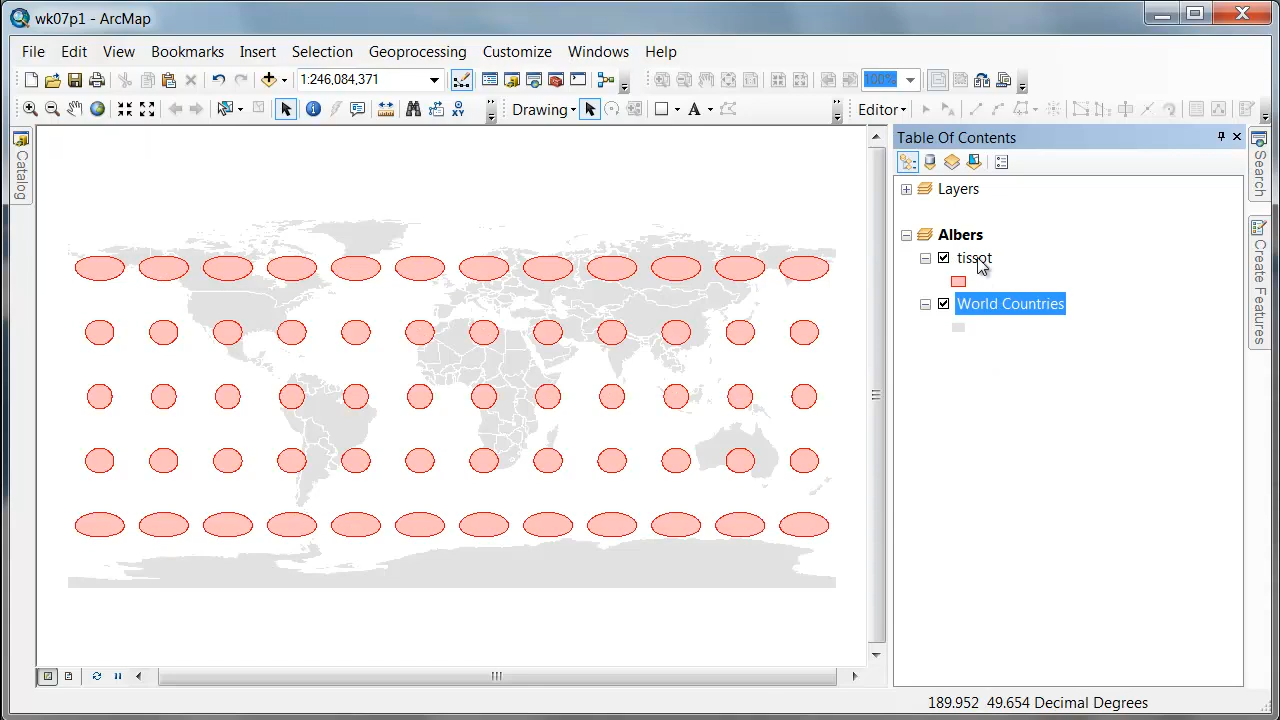 wk07p1 - ArcMap
File Edit View Bookmarks Insert Selection Geoprocessing Customize Windows Help
1:246,084,371 100%
Drawing A Editor
Catalog
Table Of Contents
Layers
Albers
tissot
World Countries
Search
Create Features
189.952 49.654 Decimal Degrees